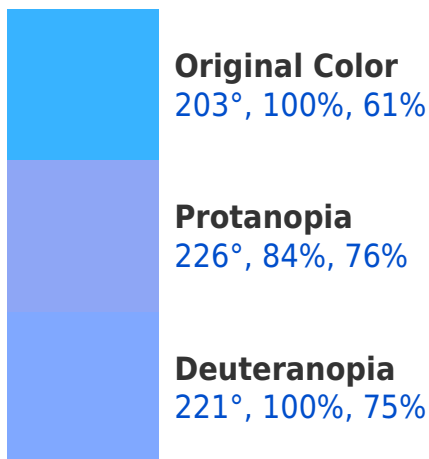 Original Color
203°, 100%, 61%
Protanopia
226°, 84%, 76%
Deuteranopia
221°, 100%, 75%